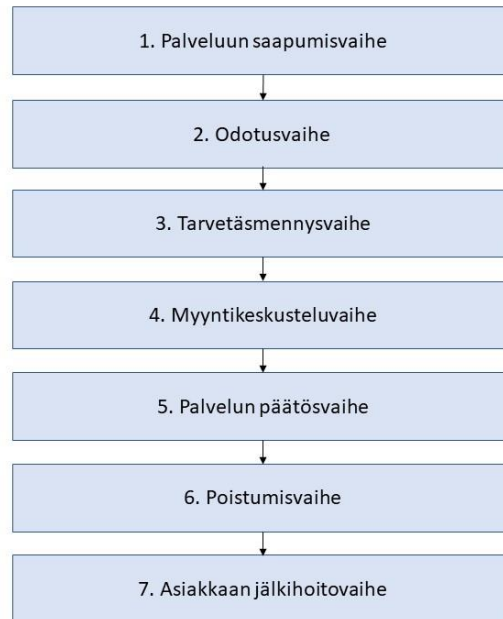 1. Palveluun saapumisvaihe
2. Odotusvaihe
3. Tarvetäsmennysvaihe
4. Myyntikeskusteluvaihe
5. Palvelun päätösvaihe
6. Poistumisvaihe
7. Asiakkaan jälkihoitovaihe